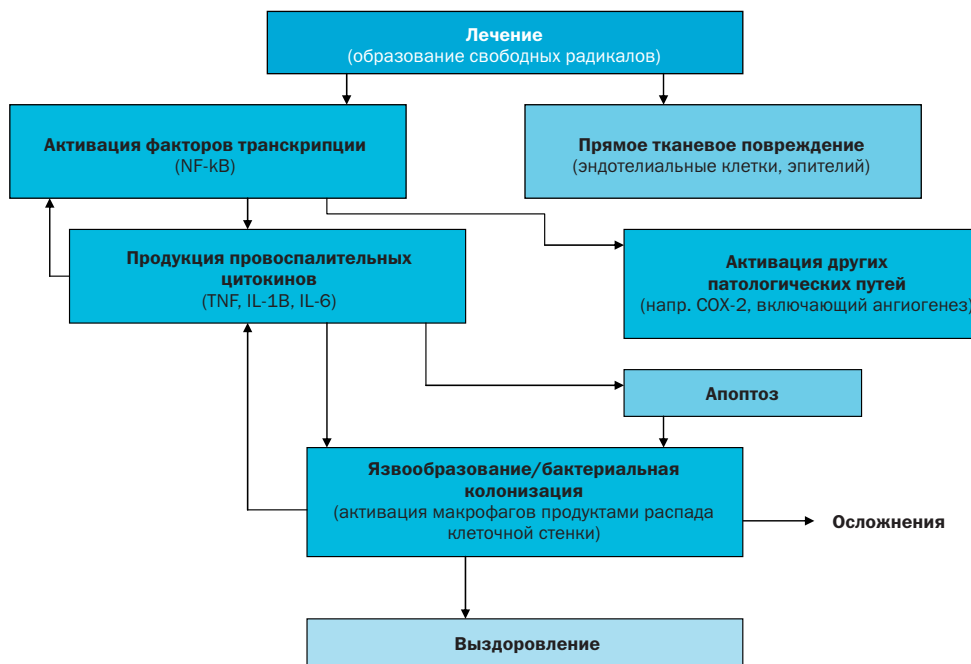 Лечение
(образование свободных радикалов)
Активация факторов транскрипции
(NF-kB)
Прямое тканевое повреждение
(эндотелиальные клетки, эпителий)
Продукция провоспалительных
цитокинов
(TNF, IL-1B, IL-6)
Активация других
патологических путей
(напр. COX-2, включающий ангиогенез)
Апоптоз
Язвообразование/бактериальная
колонизация
(активация макрофагов продуктами распада
клеточной стенки)
Осложнения
Выздоровление